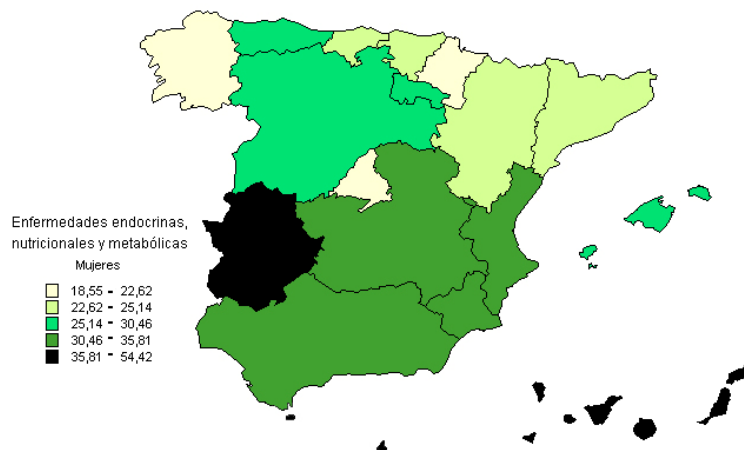 Enfermedades endocrinas,
nutricionales y metabólicas
Mujeres
18,55 - 22,62
22,62 - 25,14
25,14 - 30,46
30,46 - 35,81
35,81 - 54,42